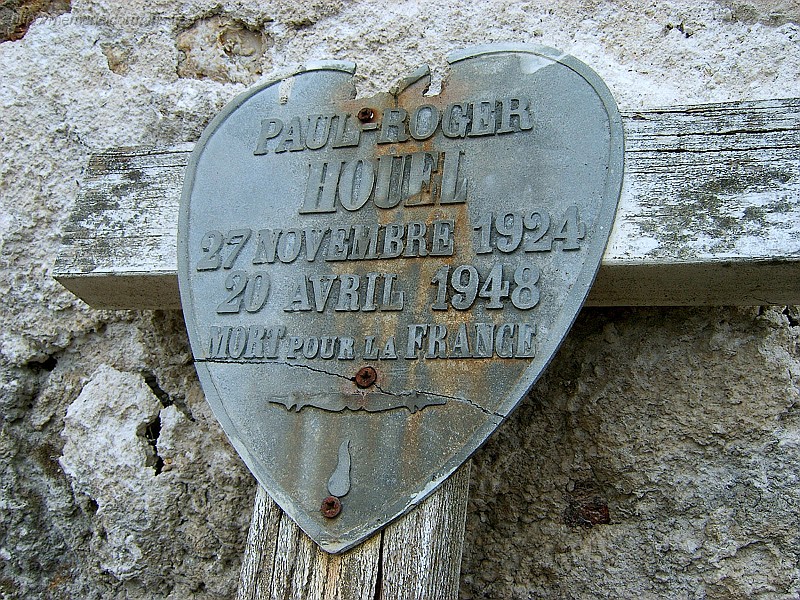 PAUL-ROGER
HOUEL
27 NOVEMBRE 1924
20 AVRIL 1948
MORT POUR LA FRANCE